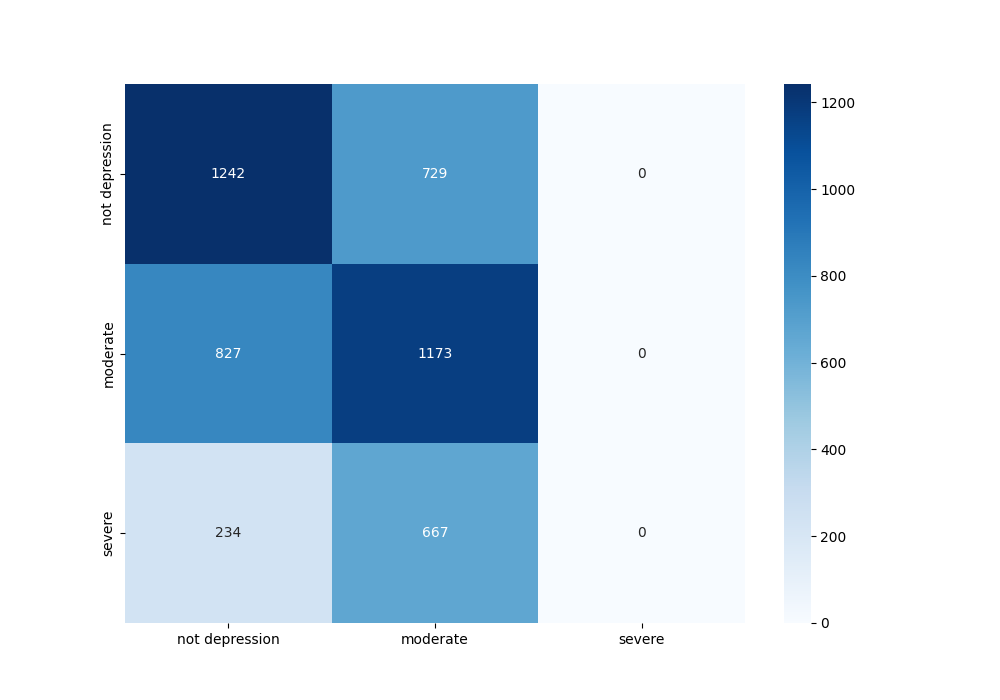 not depression
1242 729 0
moderate
827 1173 0
severe
234 667 0
not depression moderate severe
1200
1000
800
600
400
200
0